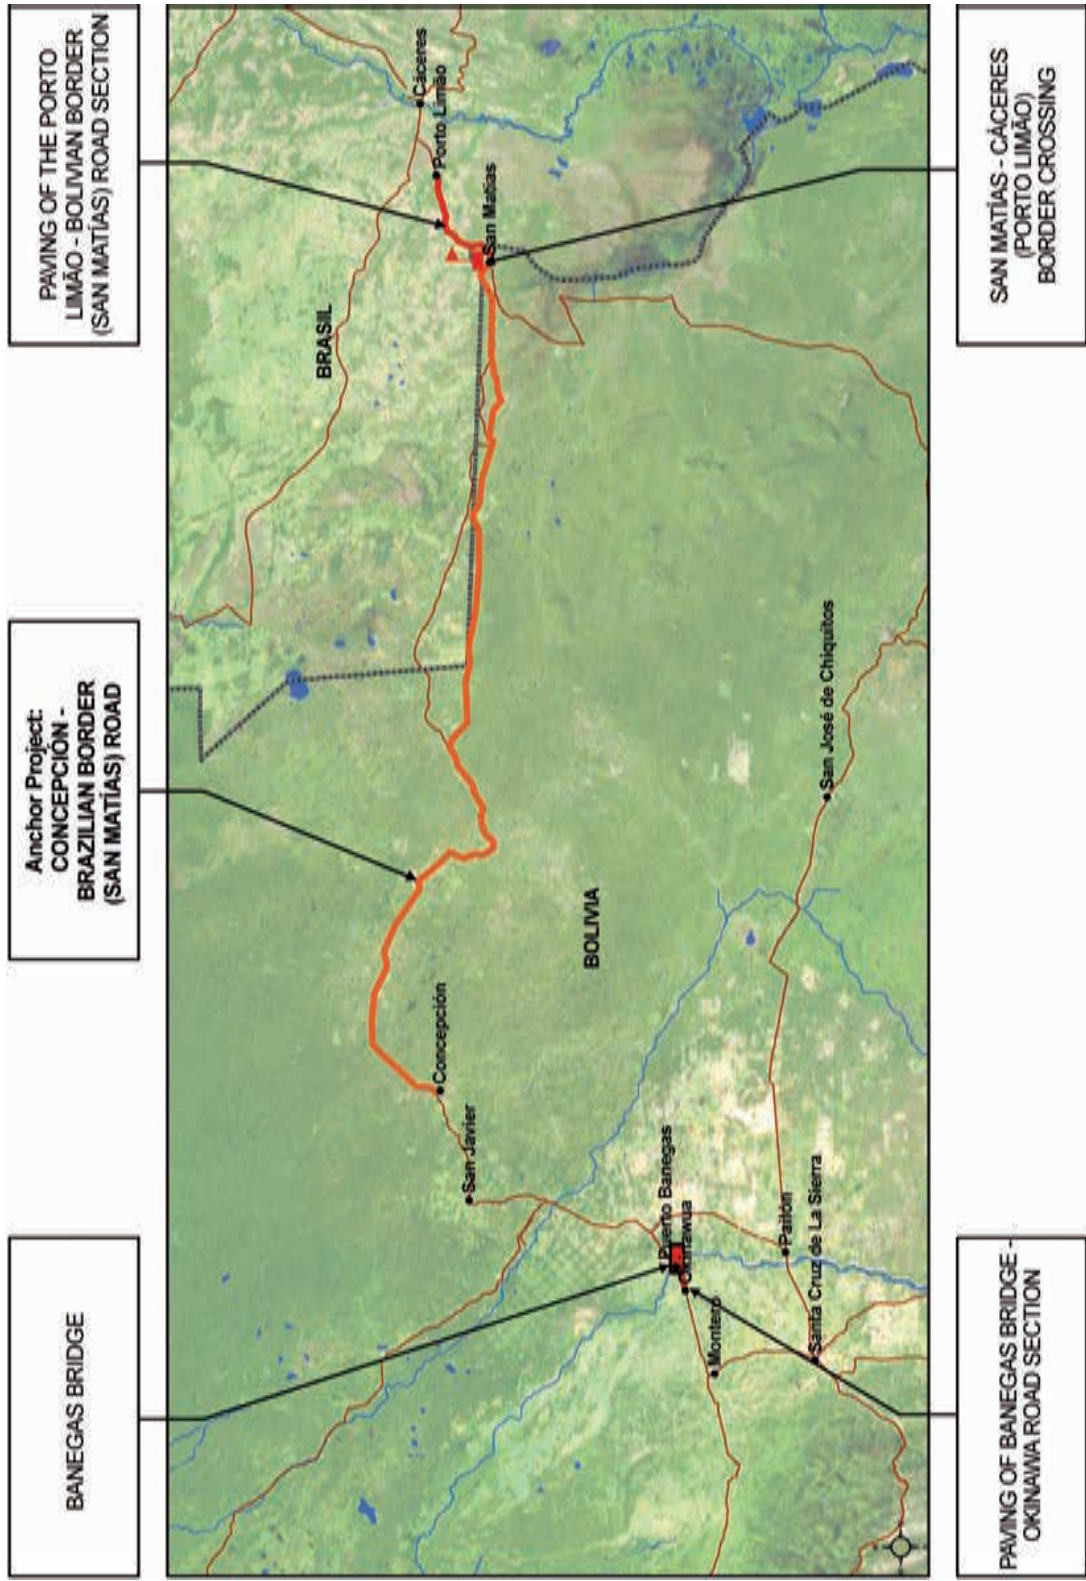 BANEGAS BRIDGE
Anchor Project:
CONCEPCIÓN -
BRAZILIAN BORDER
(SAN MATÍAS) ROAD
PAVING OF THE PORTO
LIMÃO - BOLIVIAN BORDER
(SAN MATÍAS) ROAD SECTION
BRASIL
Cáceres
Porto Limão
San Matías
Concepción
San Javier
BOLIVIA
Puerto Banegas
Okinawua
Montero
Pailón
Santa Cruz de La Sierra
San José de Chiquitos
PAVING OF BANEGAS BRIDGE -
OKINAWA ROAD SECTION
SAN MATÍAS - CÁCERES
(PORTO LIMÃO)
BORDER CROSSING